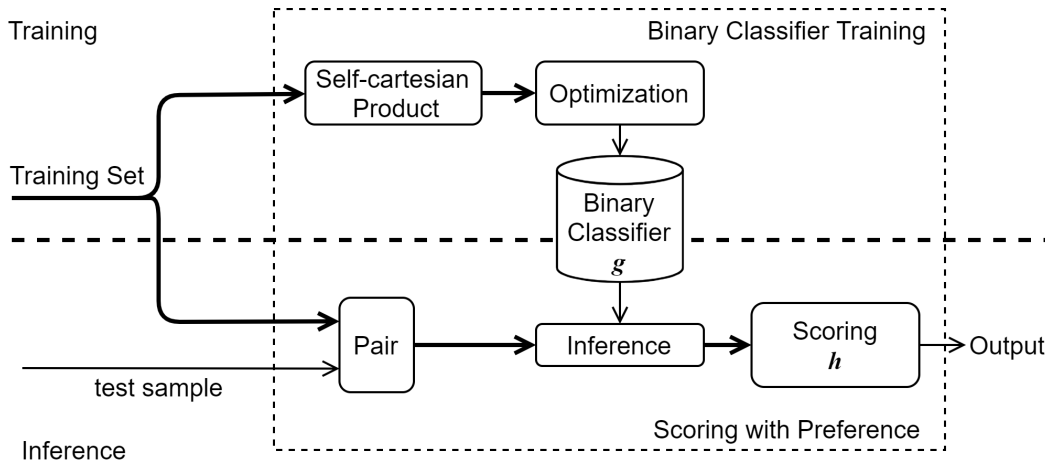 Training
Binary Classifier Training
Self-cartesian
Product
Optimization
Training Set
Binary
Classifier
g
Pair
Inference
Scoring
h
Output
test sample
Scoring with Preference
Inference